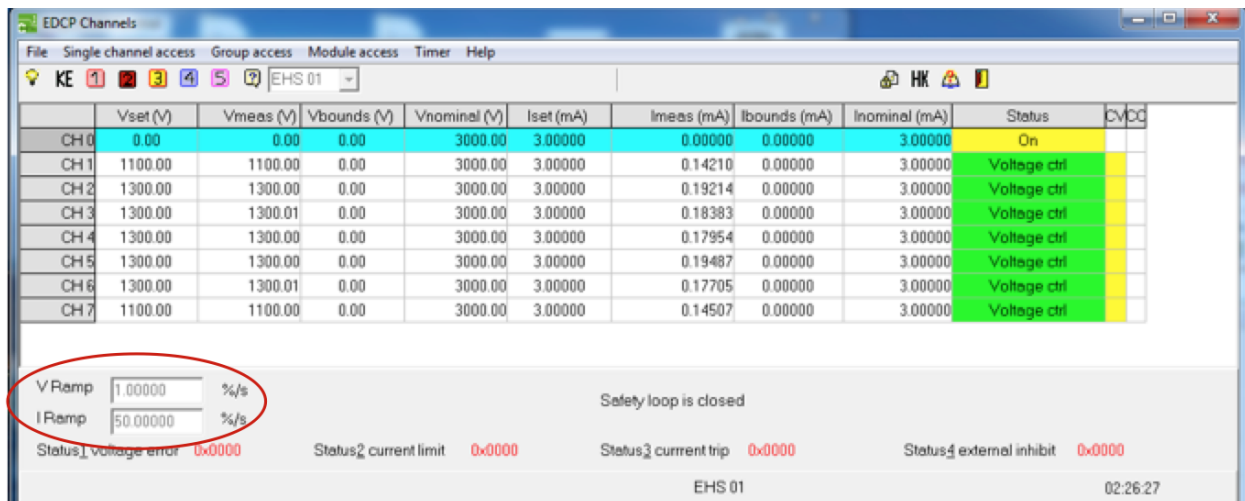 EDCP Channels
File Single channel access Group access Module access Timer Help
KE 1 2 3 4 5 EHS 01 HK
Vset (V) Vmeas (V) Vbounds (V) Vnominal (V) Iset (mA) Imeas (mA) Ibounds (mA) Inominal (mA) Status CV CC
CH 0 0.00 0.00 0.00 3000.00 3.00000 0.00000 0.00000 3.00000 On
CH 1 1100.00 1100.00 0.00 3000.00 3.00000 0.14210 0.00000 3.00000 Voltage ctrl
CH 2 1300.00 1300.00 0.00 3000.00 3.00000 0.19214 0.00000 3.00000 Voltage ctrl
CH 3 1300.00 1300.01 0.00 3000.00 3.00000 0.18383 0.00000 3.00000 Voltage ctrl
CH 4 1300.00 1300.00 0.00 3000.00 3.00000 0.17954 0.00000 3.00000 Voltage ctrl
CH 5 1300.00 1300.00 0.00 3000.00 3.00000 0.19487 0.00000 3.00000 Voltage ctrl
CH 6 1300.00 1300.01 0.00 3000.00 3.00000 0.17705 0.00000 3.00000 Voltage ctrl
CH 7 1100.00 1100.00 0.00 3000.00 3.00000 0.14507 0.00000 3.00000 Voltage ctrl
V Ramp 1.00000 %/s
Safety loop is closed
I Ramp 50.00000 %/s
Status1 voltage error 0x0000 Status2 current limit 0x0000 Status3 currrent trip 0x0000 Status4 external inhibit 0x0000
EHS 01 02:26:27